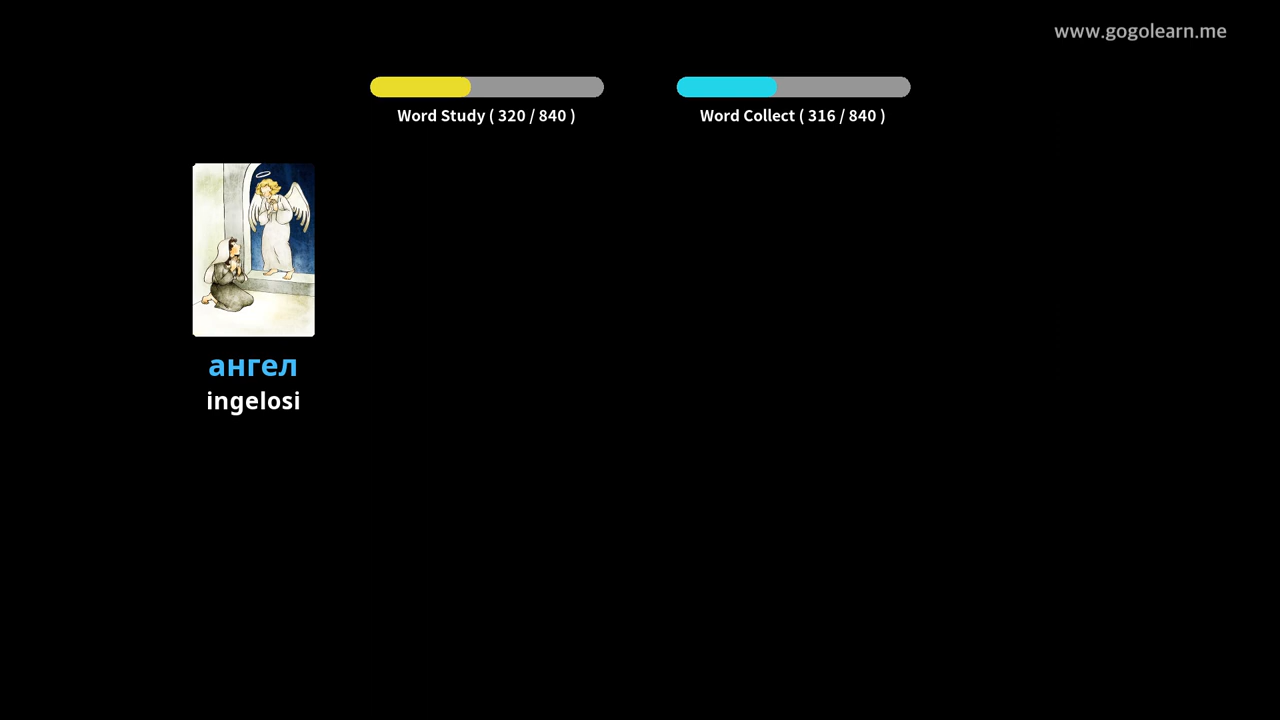 www.gogolearn.me
Word Study ( 320 / 840 )
Word Collect ( 316 / 840 )
ангел
ingelosi